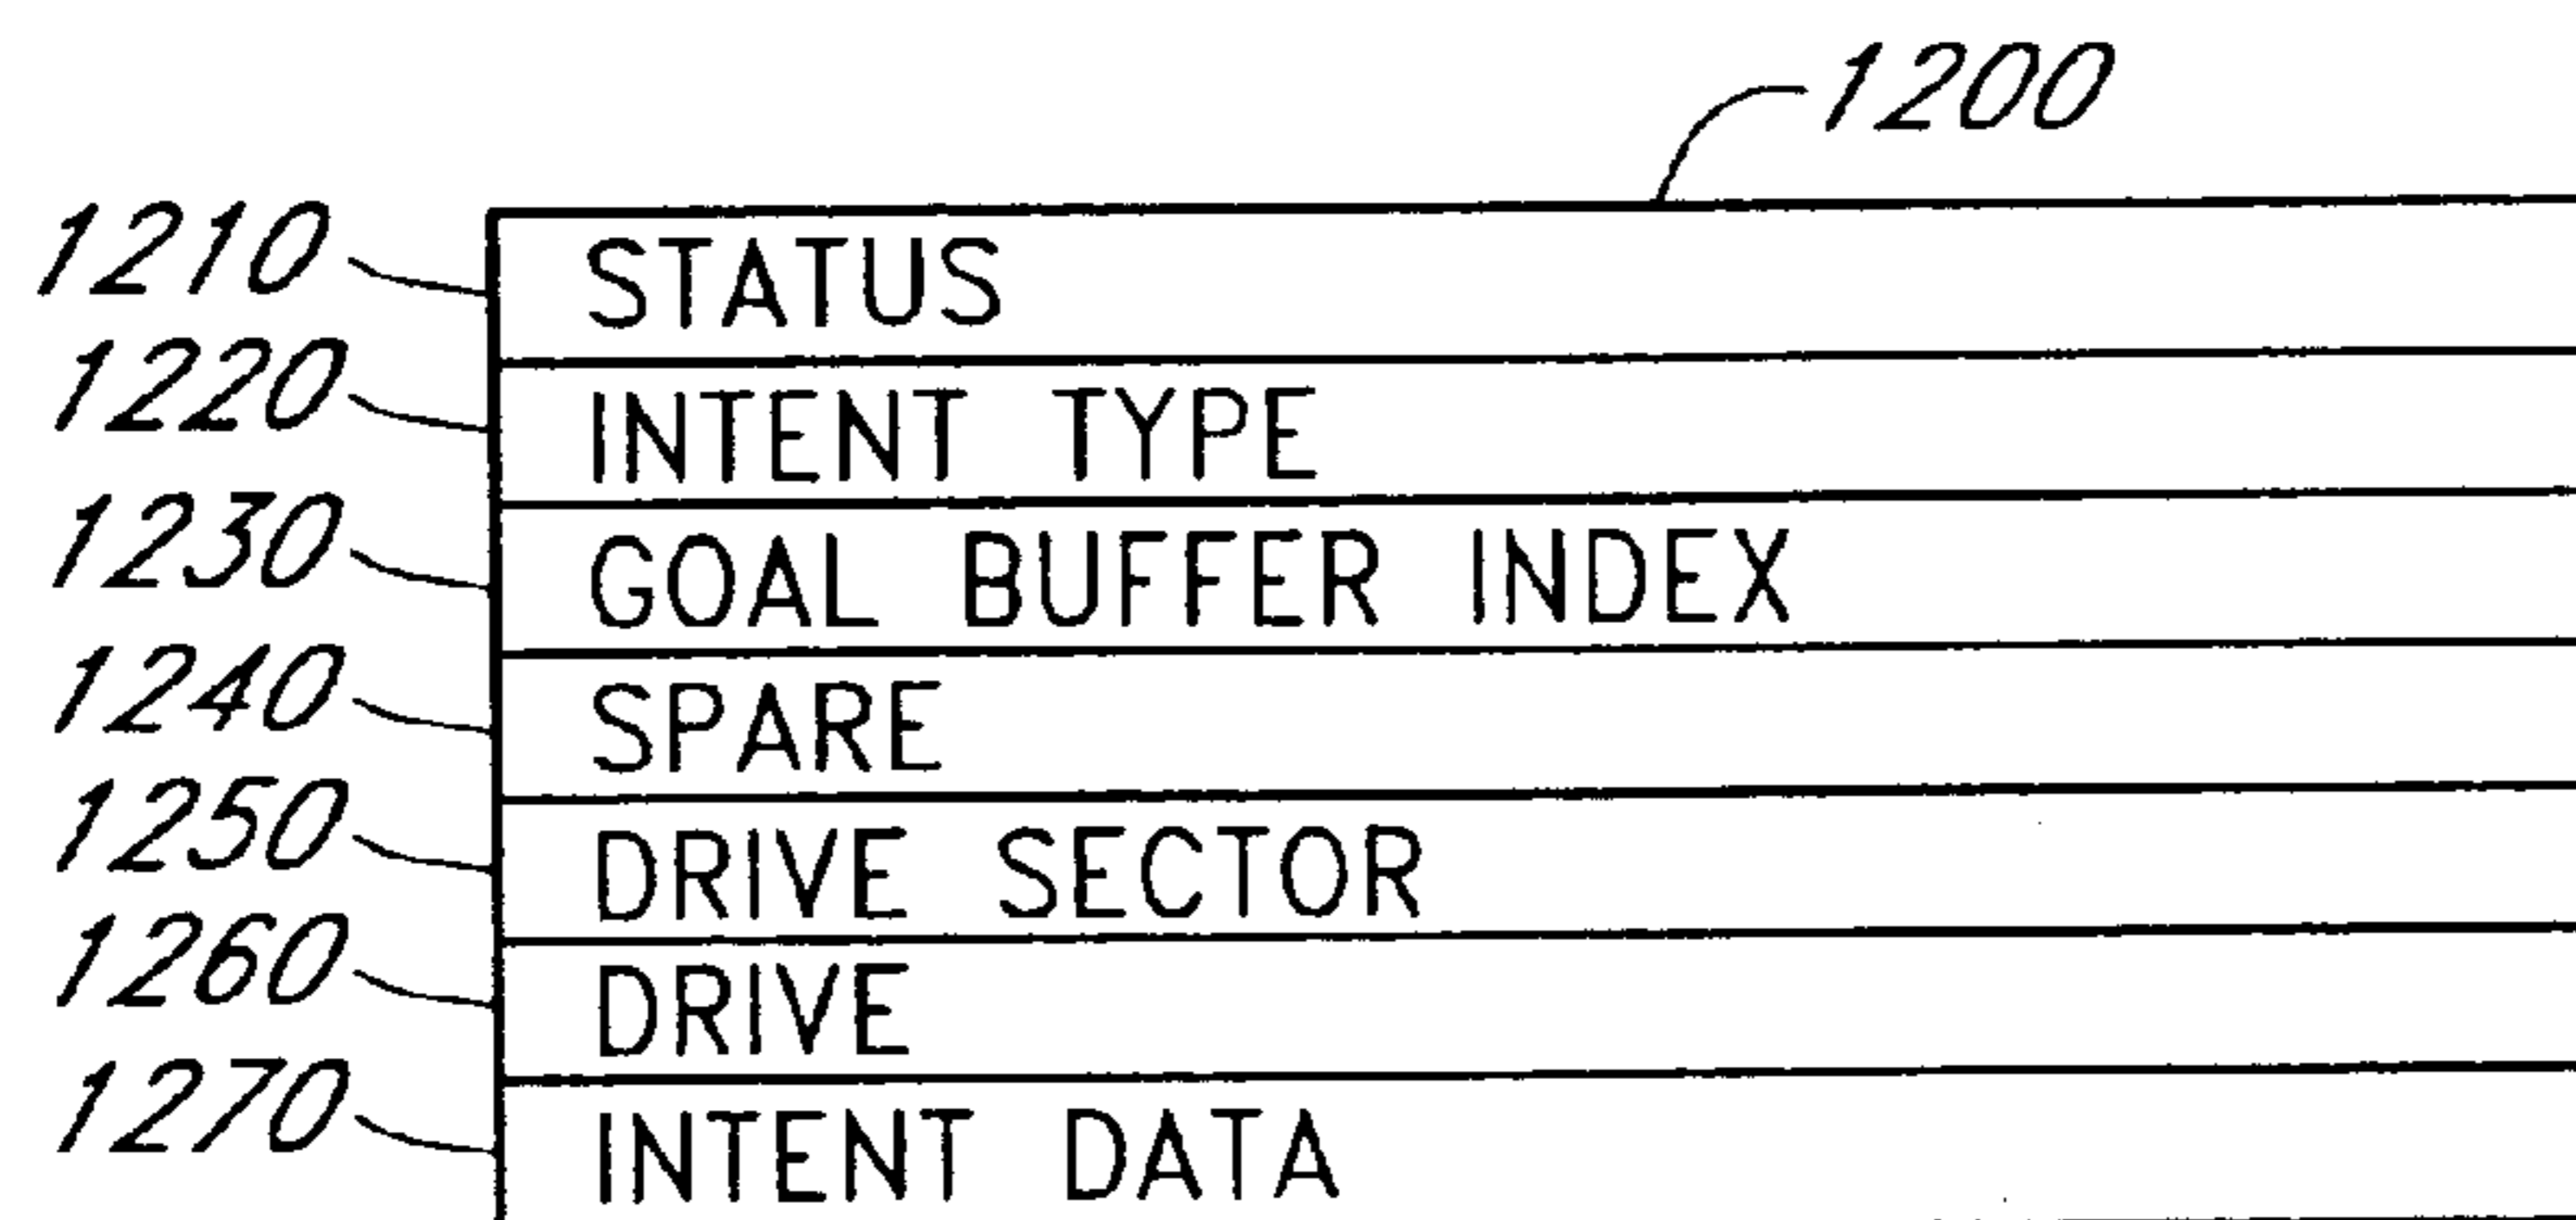 1200
1210 STATUS
1220 INTENT TYPE
1230 GOAL BUFFER INDEX
1240 SPARE
1250 DRIVE SECTOR
1260 DRIVE
1270 INTENT DATA